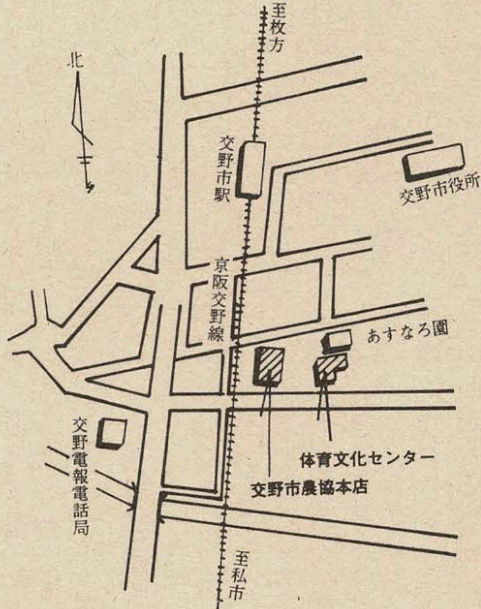 至枚方
北
交野市駅
交野市役所
京阪交野線
あすなろ園
体育文化センター
交野市農協本店
交野電報電話局
至私市